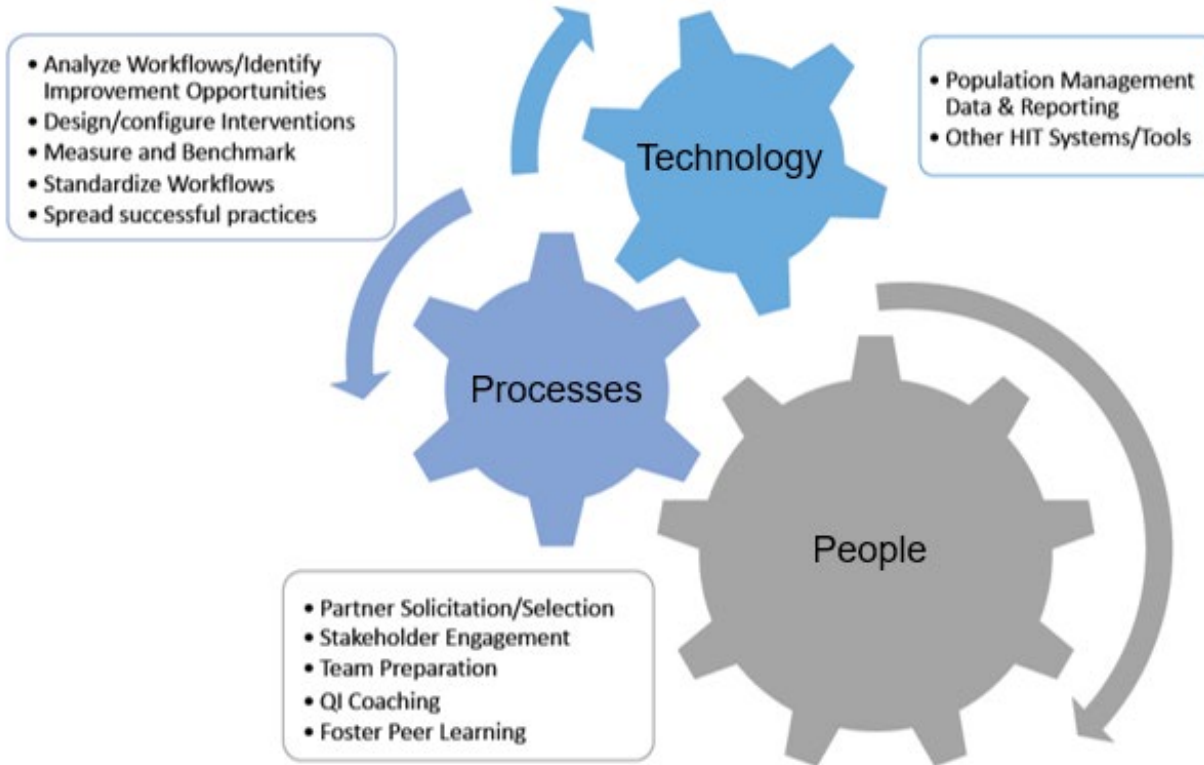 • Analyze Workflows/Identify
Improvement Opportunities
• Design/configure Interventions
• Measure and Benchmark
• Standardize Workflows
• Spread successful practices
Technology
• Population Management
Data & Reporting
• Other HIT Systems/Tools
Processes
People
• Partner Solicitation/Selection
• Stakeholder Engagement
• Team Preparation
• QI Coaching
• Foster Peer Learning